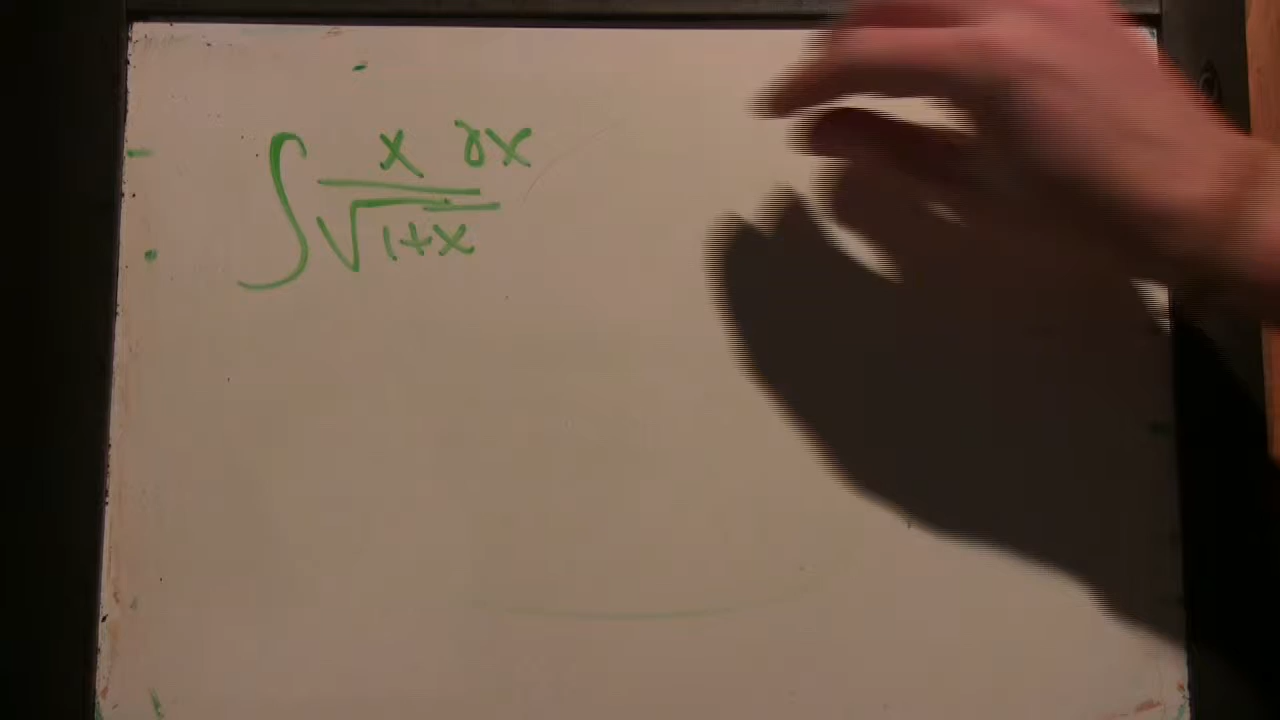 ∫ x dx / √(1+x)